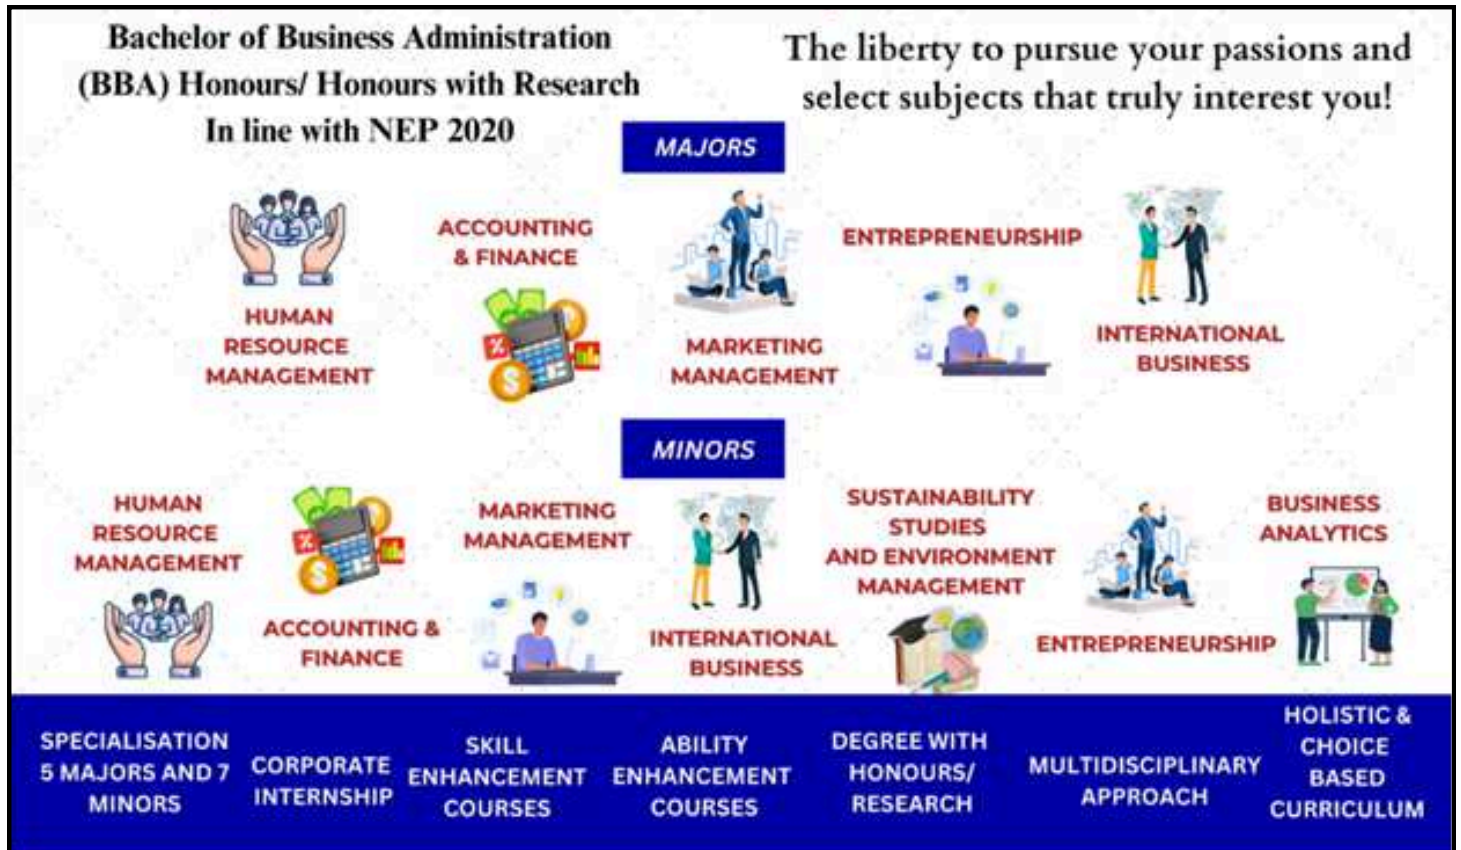 Bachelor of Business Administration
(BBA) Honours/ Honours with Research
In line with NEP 2020
The liberty to pursue your passions and
select subjects that truly interest you!
MAJORS
HUMAN
RESOURCE
MANAGEMENT
ACCOUNTING
& FINANCE
MARKETING
MANAGEMENT
ENTREPRENEURSHIP
INTERNATIONAL
BUSINESS
MINORS
HUMAN
RESOURCE
MANAGEMENT
ACCOUNTING &
FINANCE
MARKETING
MANAGEMENT
INTERNATIONAL
BUSINESS
SUSTAINABILITY
STUDIES
AND ENVIRONMENT
MANAGEMENT
ENTREPRENEURSHIP
BUSINESS
ANALYTICS
SPECIALISATION
5 MAJORS AND 7
MINORS
CORPORATE
INTERNSHIP
SKILL
ENHANCEMENT
COURSES
ABILITY
ENHANCEMENT
COURSES
DEGREE WITH
HONOURS/
RESEARCH
MULTIDISCIPLINARY
APPROACH
HOLISTIC &
CHOICE
BASED
CURRICULUM